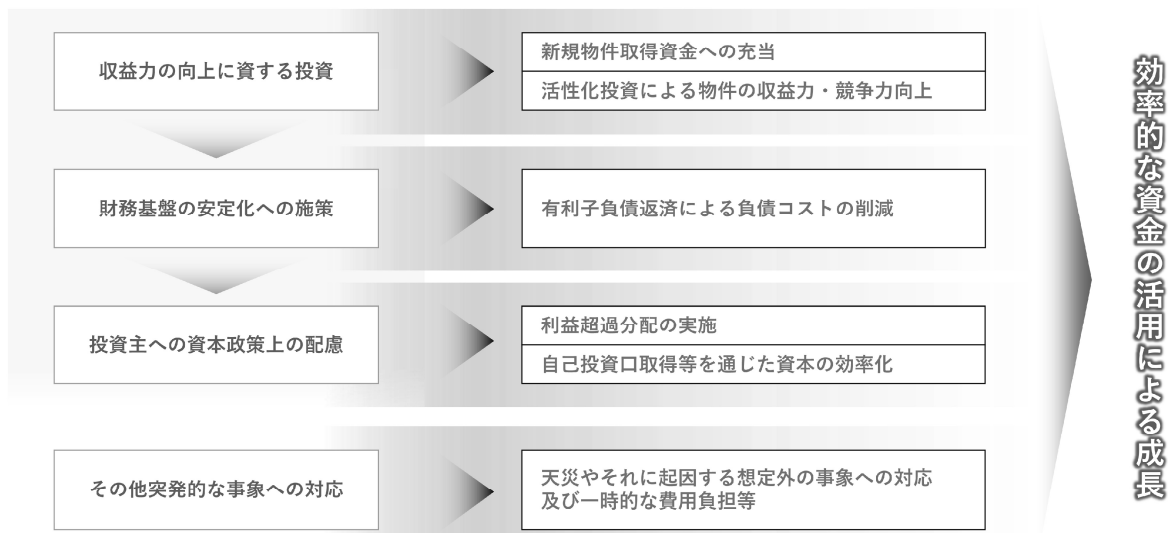 収益力の向上に資する投資
新規物件取得資金への充当
活性化投資による物件の収益力・競争力向上
財務基盤の安定化への施策
有利子負債返済による負債コストの削減
投資主への資本政策上の配慮
利益超過分配の実施
自己投資口取得等を通じた資本の効率化
その他突発的な事象への対応
天災やそれに起因する想定外の事象への対応
及び一時的な費用負担等
効率的な資金の活用による成長